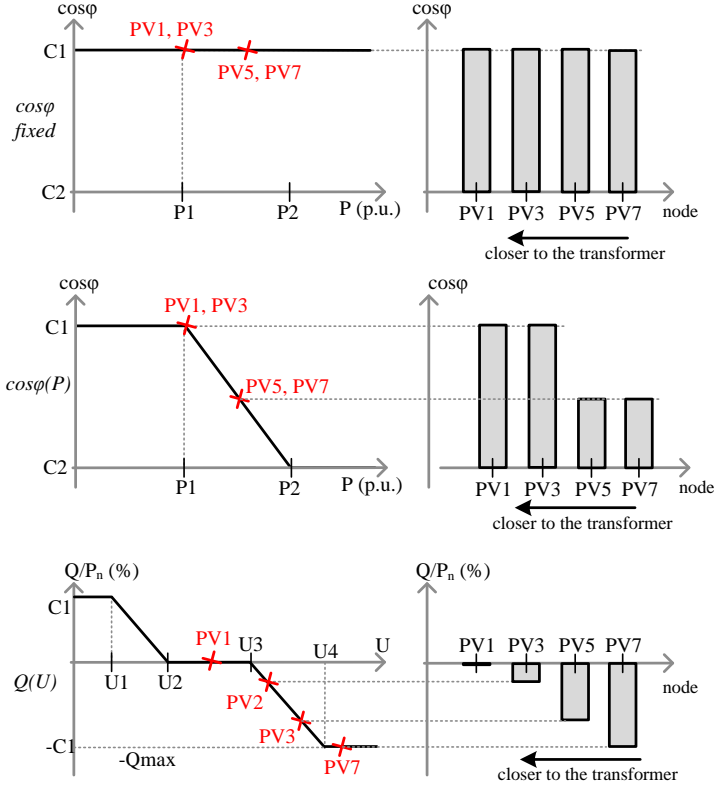 cosφ
PV1, PV3
C1
PV5, PV7
cosφ
fixed
C2
P1
P2
P (p.u.)
cosφ
PV1
PV3
PV5
PV7
node
closer to the transformer
cosφ
PV1, PV3
C1
cosφ(P)
PV5, PV7
C2
P1
P2
P (p.u.)
cosφ
PV1
PV3
PV5
PV7
node
closer to the transformer
Q/Pn (%)
C1
PV1
U3
U4
U
U1
U2
Q(U)
PV2
PV3
-C1
-Qmax
PV7
Q/Pn (%)
PV1
PV3
PV5
PV7
node
closer to the transformer